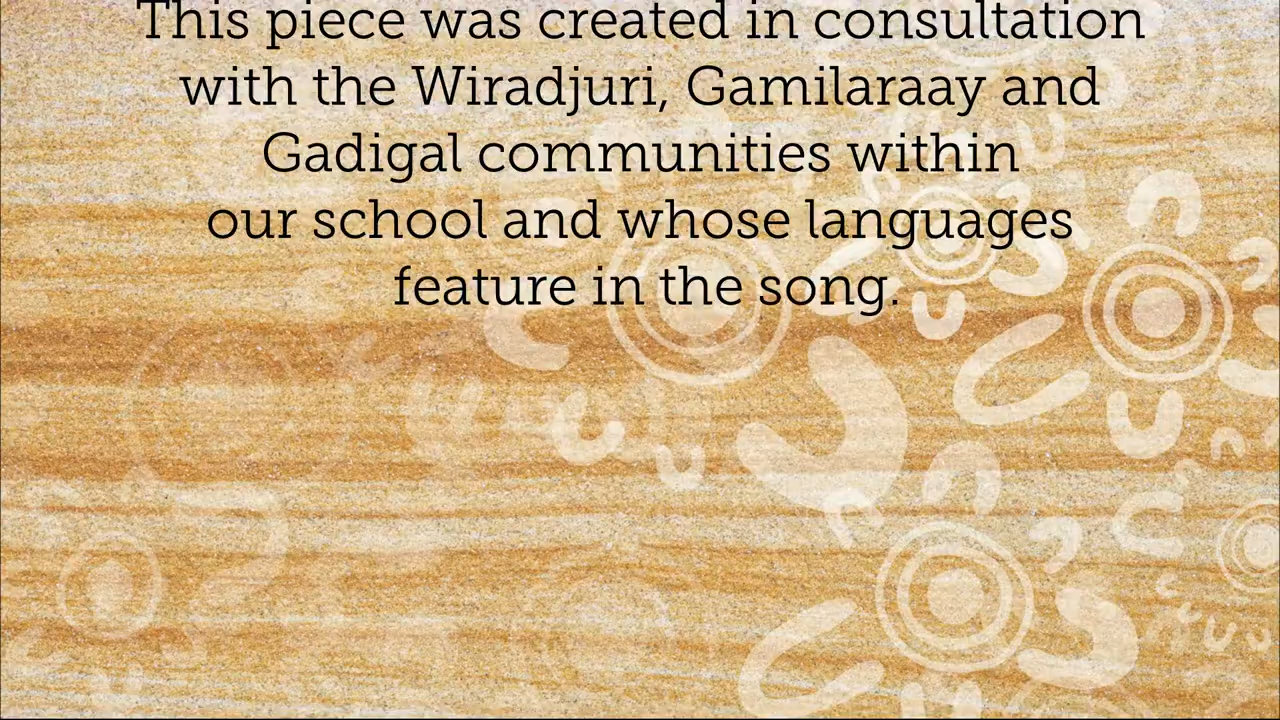 This piece was created in consultation
with the Wiradjuri, Gamilaraay and
Gadigal communities within
our school and whose languages
feature in the song.